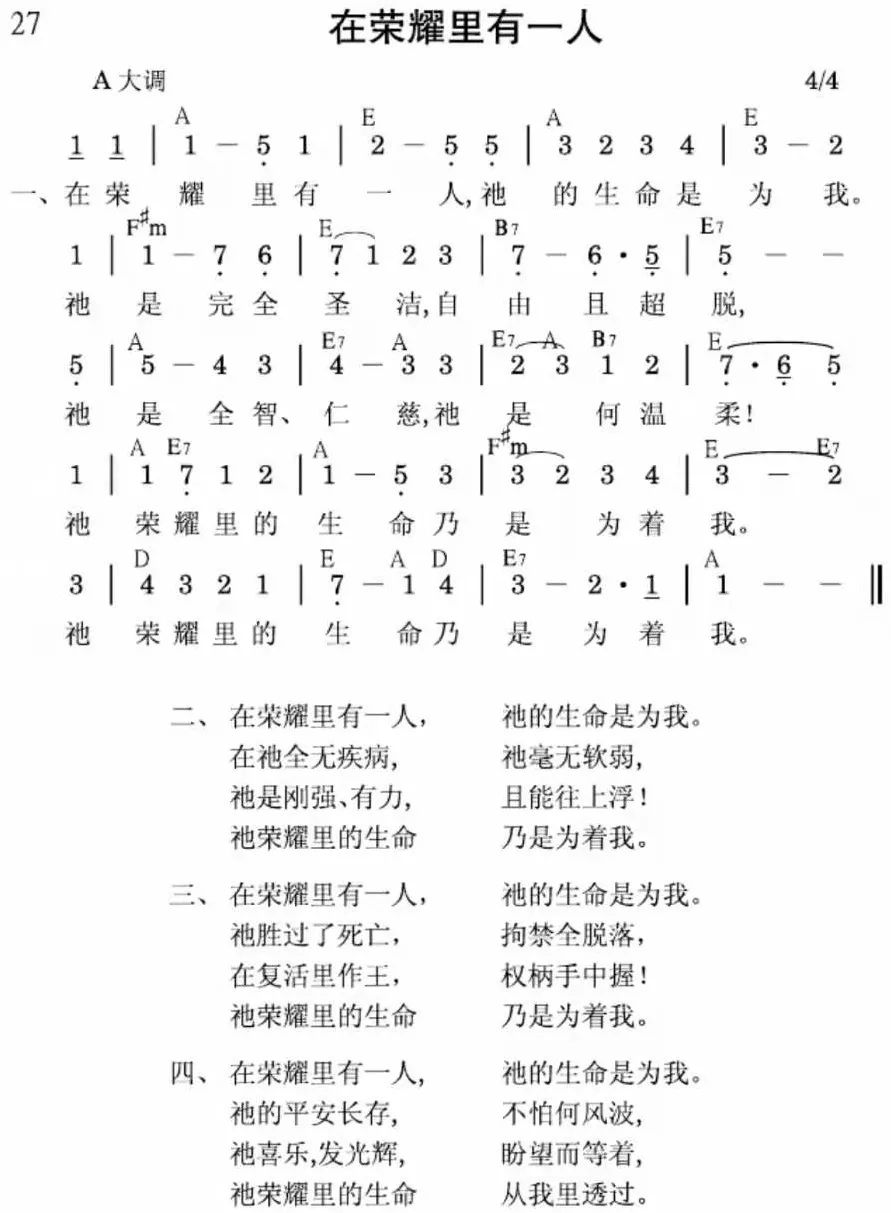 27
在荣耀里有一人
A 大调 4/4
A E A E
1 1 | 1 - 5 1 | 2 - 5 5 | 3 2 3 4 | 3 - 2
一、在荣 耀 里有 一 人,祂 的生命是 为 我。
F#m E B7 E7
1 | 1 - 7 6 | 7 1 2 3 | 7 - 6 · 5 | 5 - -
祂 是 完全 圣 洁,自 由 且 超 脱,
A E7 A E7 A B7 E
5 | 5 - 4 3 | 4 - 3 3 | 2 3 1 2 | 7 · 6 5
祂 是 全智、 仁 慈,祂 是 何温 柔!
A E7 A F#m E E7
1 | 1 7 1 2 | 1 - 5 3 | 3 2 3 4 | 3 - 2
祂 荣耀里的 生 命乃 是 为着 我。
D E A D E7 A
3 | 4 3 2 1 | 7 - 1 4 | 3 - 2 · 1 | 1 - - ‖
祂 荣耀里的 生 命乃 是 为 着 我。
二、 在荣耀里有一人, 祂的生命是为我。
在祂全无疾病, 祂毫无软弱,
祂是刚强、有力, 且能往上浮!
祂荣耀里的生命 乃是为着我。
三、 在荣耀里有一人, 祂的生命是为我。
祂胜过了死亡, 拘禁全脱落,
在复活里作王, 权柄手中握!
祂荣耀里的生命 乃是为着我。
四、 在荣耀里有一人, 祂的生命是为我。
祂的平安长存, 不怕何风波,
祂喜乐,发光辉, 盼望而等着,
祂荣耀里的生命 从我里透过。